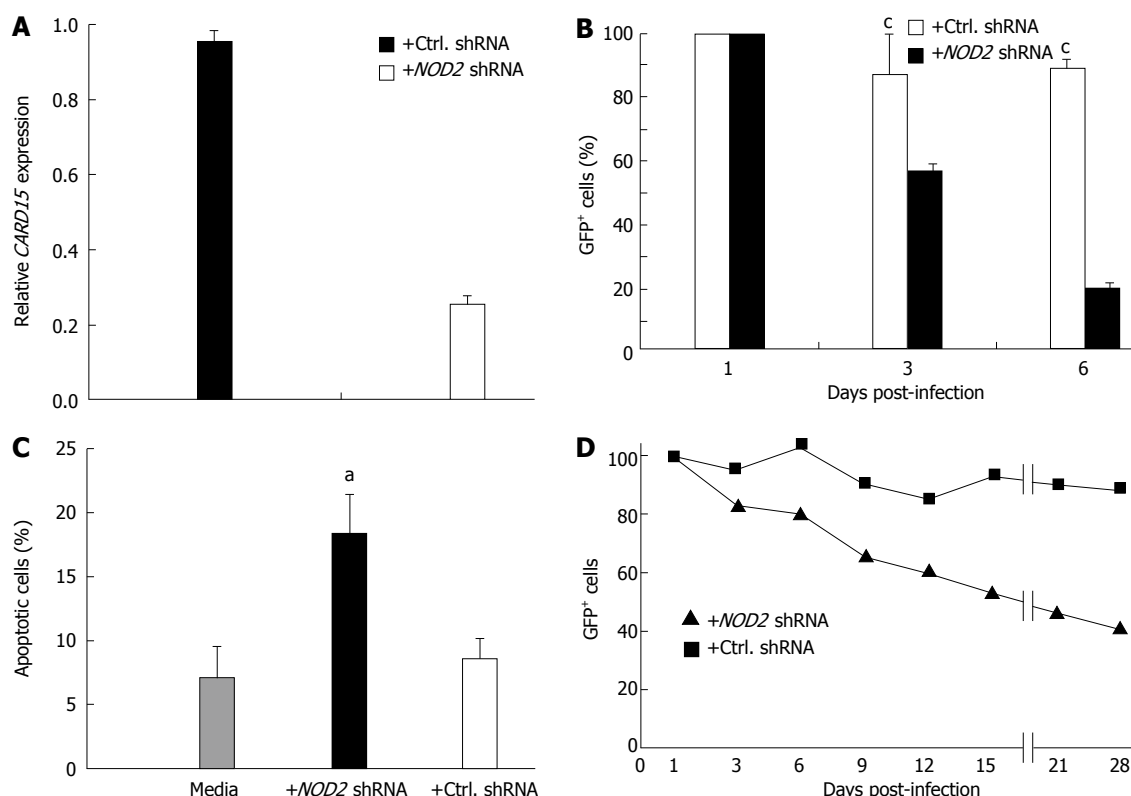 A
Relative CARD15 expression
1.0
0.8
0.6
0.4
0.2
0.0
+Ctrl. shRNA
+NOD2 shRNA
B
GFP+ cells (%)
100
80
60
40
20
0
c
c
+Ctrl. shRNA
+NOD2 shRNA
1 3 6
Days post-infection
C
Apoptotic cells (%)
25
20
15
10
5
0
a
Media +NOD2 shRNA +Ctrl. shRNA
D
GFP+ cells
100
80
60
40
20
0
+NOD2 shRNA
+Ctrl. shRNA
0 1 3 6 9 12 15 21 28
Days post-infection